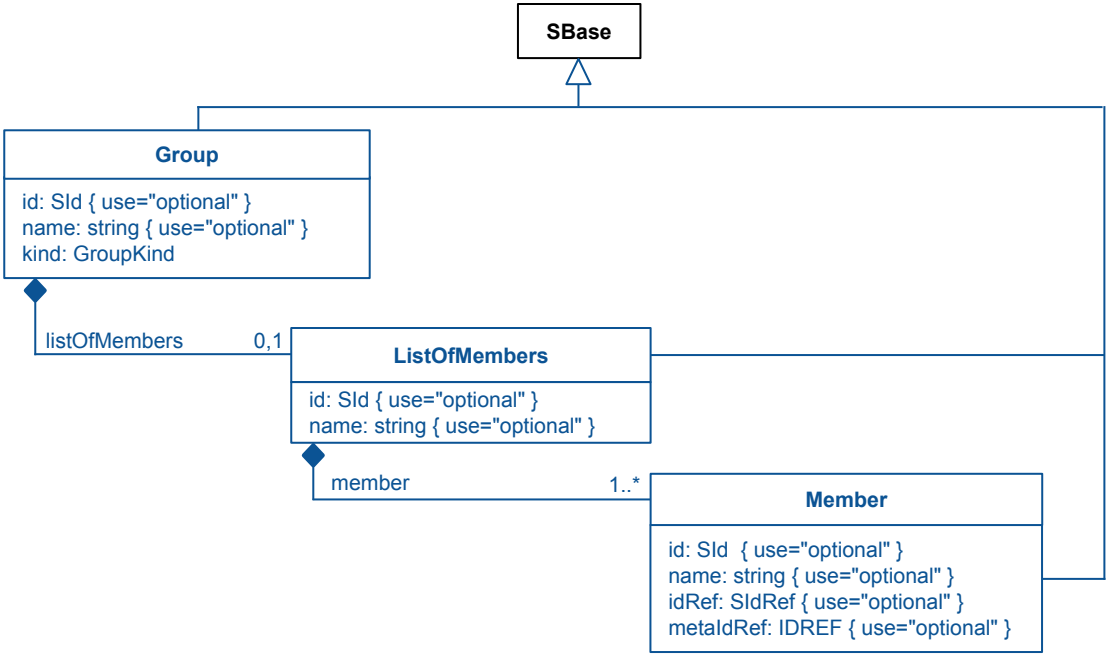 SBase
Group
id: SId { use="optional" }
name: string { use="optional" }
kind: GroupKind
listOfMembers 0,1
ListOfMembers
id: SId { use="optional" }
name: string { use="optional" }
member 1..*
Member
id: SId  { use="optional" }
name: string { use="optional" }
idRef: SIdRef { use="optional" }
metaIdRef: IDREF { use="optional" }